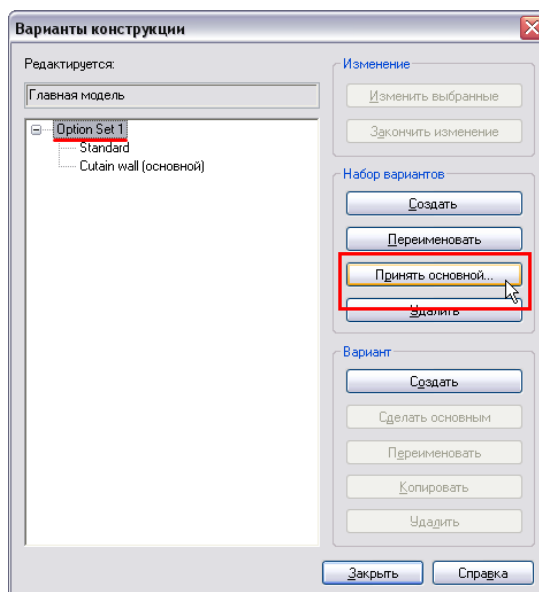 Варианты конструкции
Редактируется:
Главная модель
Option Set 1
Standard
Cutain wall (основной)
Изменение
Изменить выбранные
Закончить изменение
Набор вариантов
Создать
Переименовать
Принять основной...
Удалить
Вариант
Создать
Сделать основным
Переименовать
Копировать
Удалить
Закрыть
Справка